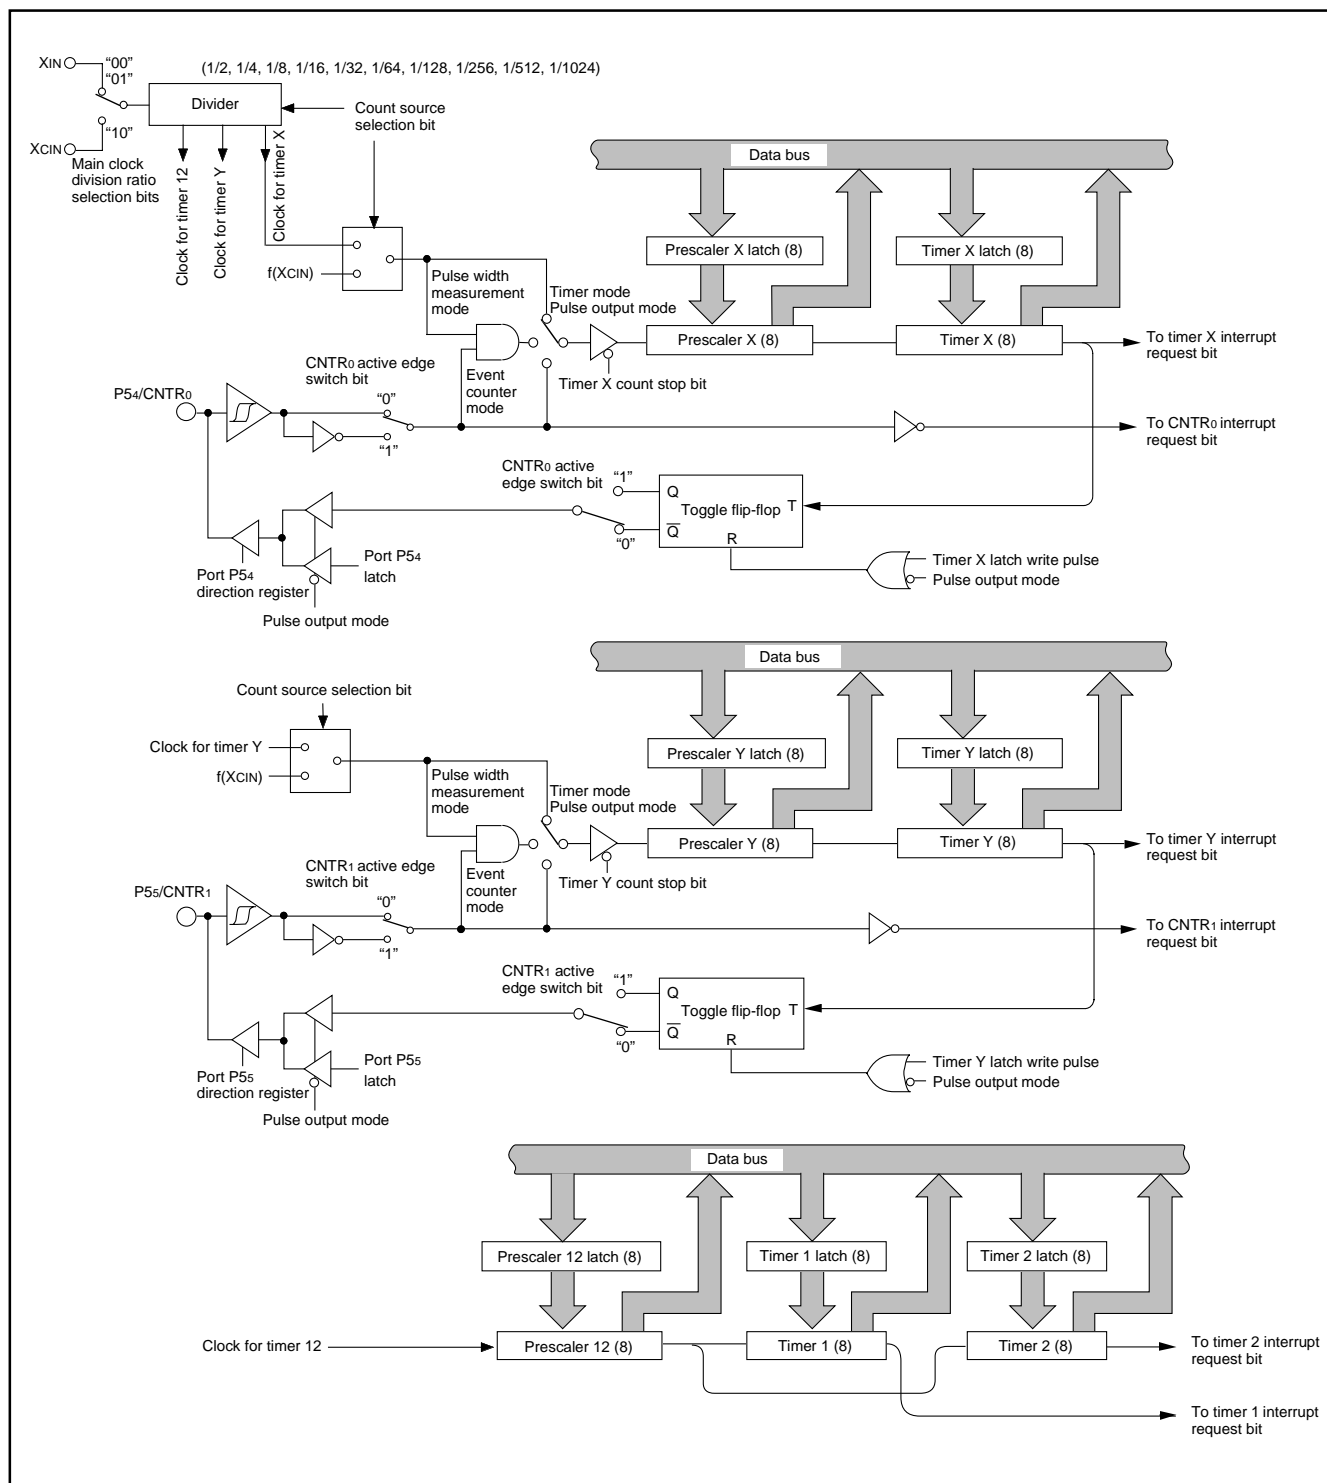 XIN
“00”
“01”
(1/2, 1/4, 1/8, 1/16, 1/32, 1/64, 1/128, 1/256, 1/512, 1/1024)
Divider
Count source
selection bit
“10”
XCIN
Main clock
division ratio
selection bits
Clock for timer 12
Clock for timer Y
Clock for timer X
Data bus
Prescaler X latch (8)
Timer X latch (8)
f(XCIN)
Pulse width
measurement
mode
Timer mode
Pulse output mode
Prescaler X (8)
Timer X (8)
To timer X interrupt
request bit
CNTR0 active edge
switch bit
Event
counter
mode
Timer X count stop bit
P54/CNTR0
“0”
“1”
To CNTR0 interrupt
request bit
CNTR0 active
edge switch bit
“1”
Q
Toggle flip-flop
T
Q
R
“0”
Port P54
latch
Port P54
direction register
Pulse output mode
Timer X latch write pulse
Pulse output mode
Data bus
Count source selection bit
Clock for timer Y
f(XCIN)
Prescaler Y latch (8)
Timer Y latch (8)
Pulse width
measurement
mode
Timer mode
Pulse output mode
Prescaler Y (8)
Timer Y (8)
To timer Y interrupt
request bit
CNTR1 active edge
switch bit
Event
counter
mode
Timer Y count stop bit
P55/CNTR1
“0”
“1”
To CNTR1 interrupt
request bit
CNTR1 active
edge switch bit
“1”
Q
Toggle flip-flop
T
Q
R
“0”
Port P55
latch
Port P55
direction register
Pulse output mode
Timer Y latch write pulse
Pulse output mode
Data bus
Prescaler 12 latch (8)
Timer 1 latch (8)
Timer 2 latch (8)
Clock for timer 12
Prescaler 12 (8)
Timer 1 (8)
Timer 2 (8)
To timer 2 interrupt
request bit
To timer 1 interrupt
request bit